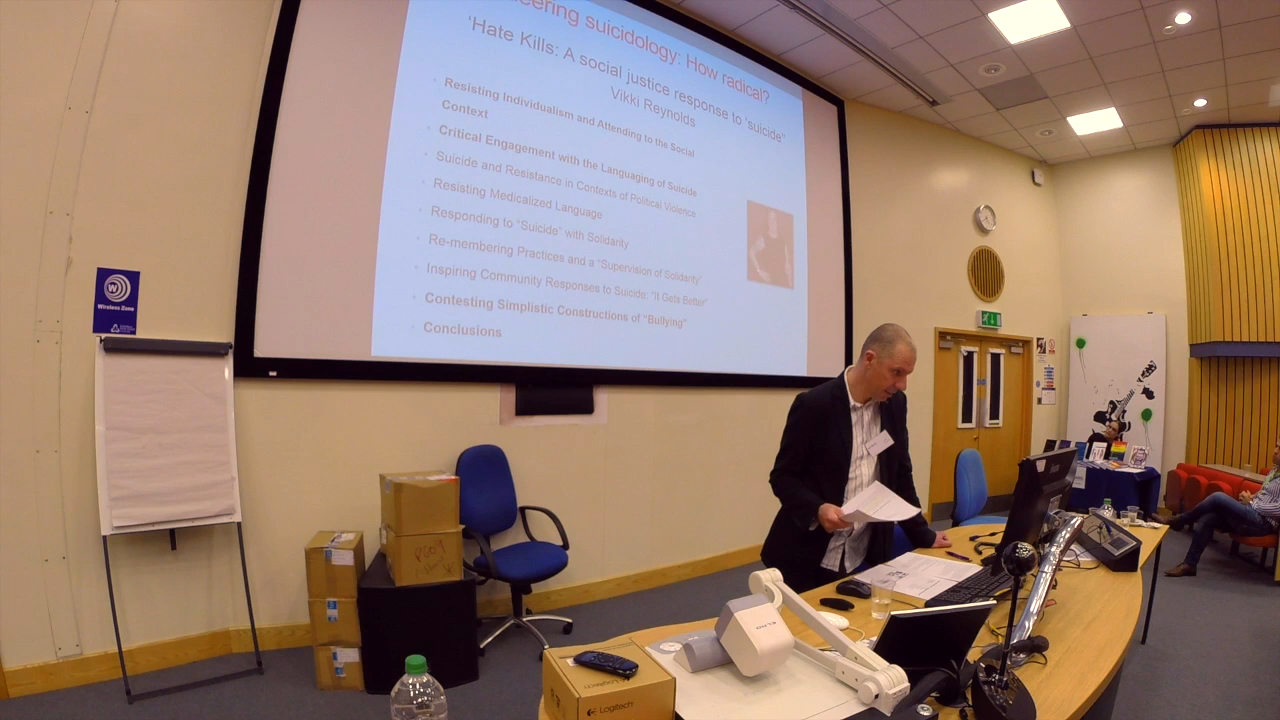 suicidology: How radical?
'Hate Kills: A social justice response to 'suicide"
Vikki Reynolds
Resisting Individualism and Attending to the Social
Context
Critical Engagement with the Languaging of Suicide
Suicide and Resistance in Contexts of Political Violence
Resisting Medicalized Language
Responding to "Suicide" with Solidarity
Re-membering Practices and a "Supervision of Solidarity"
Inspiring Community Responses to Suicide: "It Gets Better"
Contesting Simplistic Constructions of "Bullying"
Conclusions
W
Wireless Zone
ELMO
Logitech